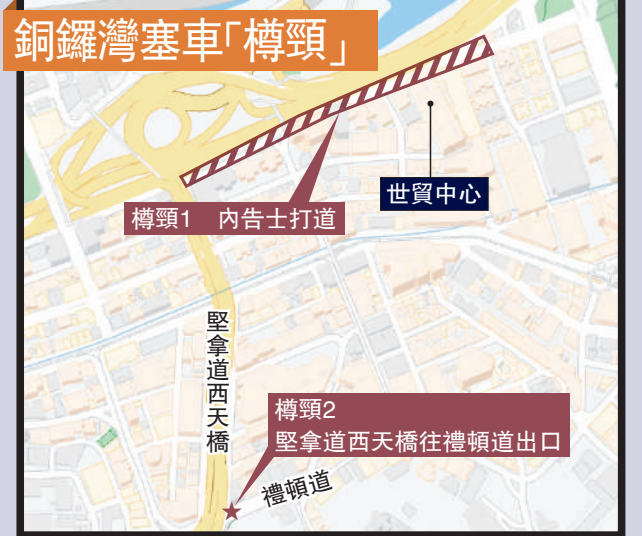 銅鑼灣塞車「樽頸」
世貿中心
樽頸1　內告士打道
堅拿道西天橋
樽頸2
堅拿道西天橋往禮頓道出口
禮頓道